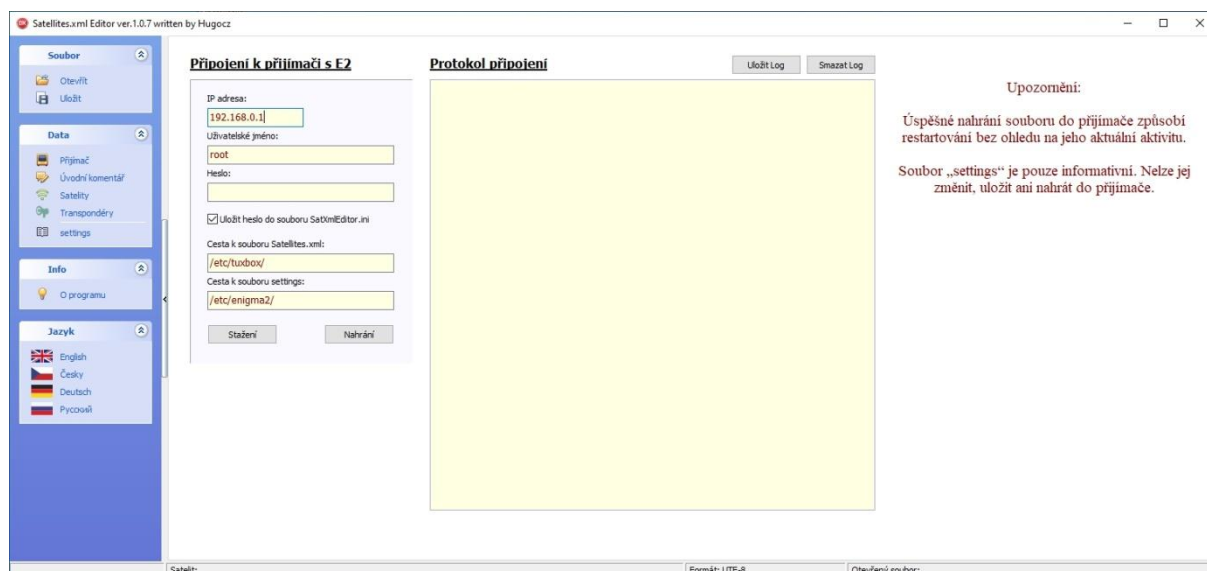 Satellites.xml Editor ver.1.0.7 written by Hugocz
Soubor
Otevřít
Uložit
Data
Přijímač
Úvodní komentář
Satelity
Transpondéry
settings
Info
O programu
Jazyk
English
Česky
Deutsch
Русский
Připojení k přijímači s E2
IP adresa:
192.168.0.1
Uživatelské jméno:
root
Heslo:
Uložit heslo do souboru SatXmlEditor.ini
Cesta k souboru Satellites.xml:
/etc/tuxbox/
Cesta k souboru settings:
/etc/enigma2/
Stažení
Nahrání
Protokol připojení
Uložit Log
Smazat Log
Upozornění:
Úspěšné nahrání souboru do přijímače způsobí
restartování bez ohledu na jeho aktuální aktivitu.
Soubor „settings“ je pouze informativní. Nelze jej
změnit, uložit ani nahrát do přijímače.
Satelit:
Formát: UTF-8
Otevřený soubor: